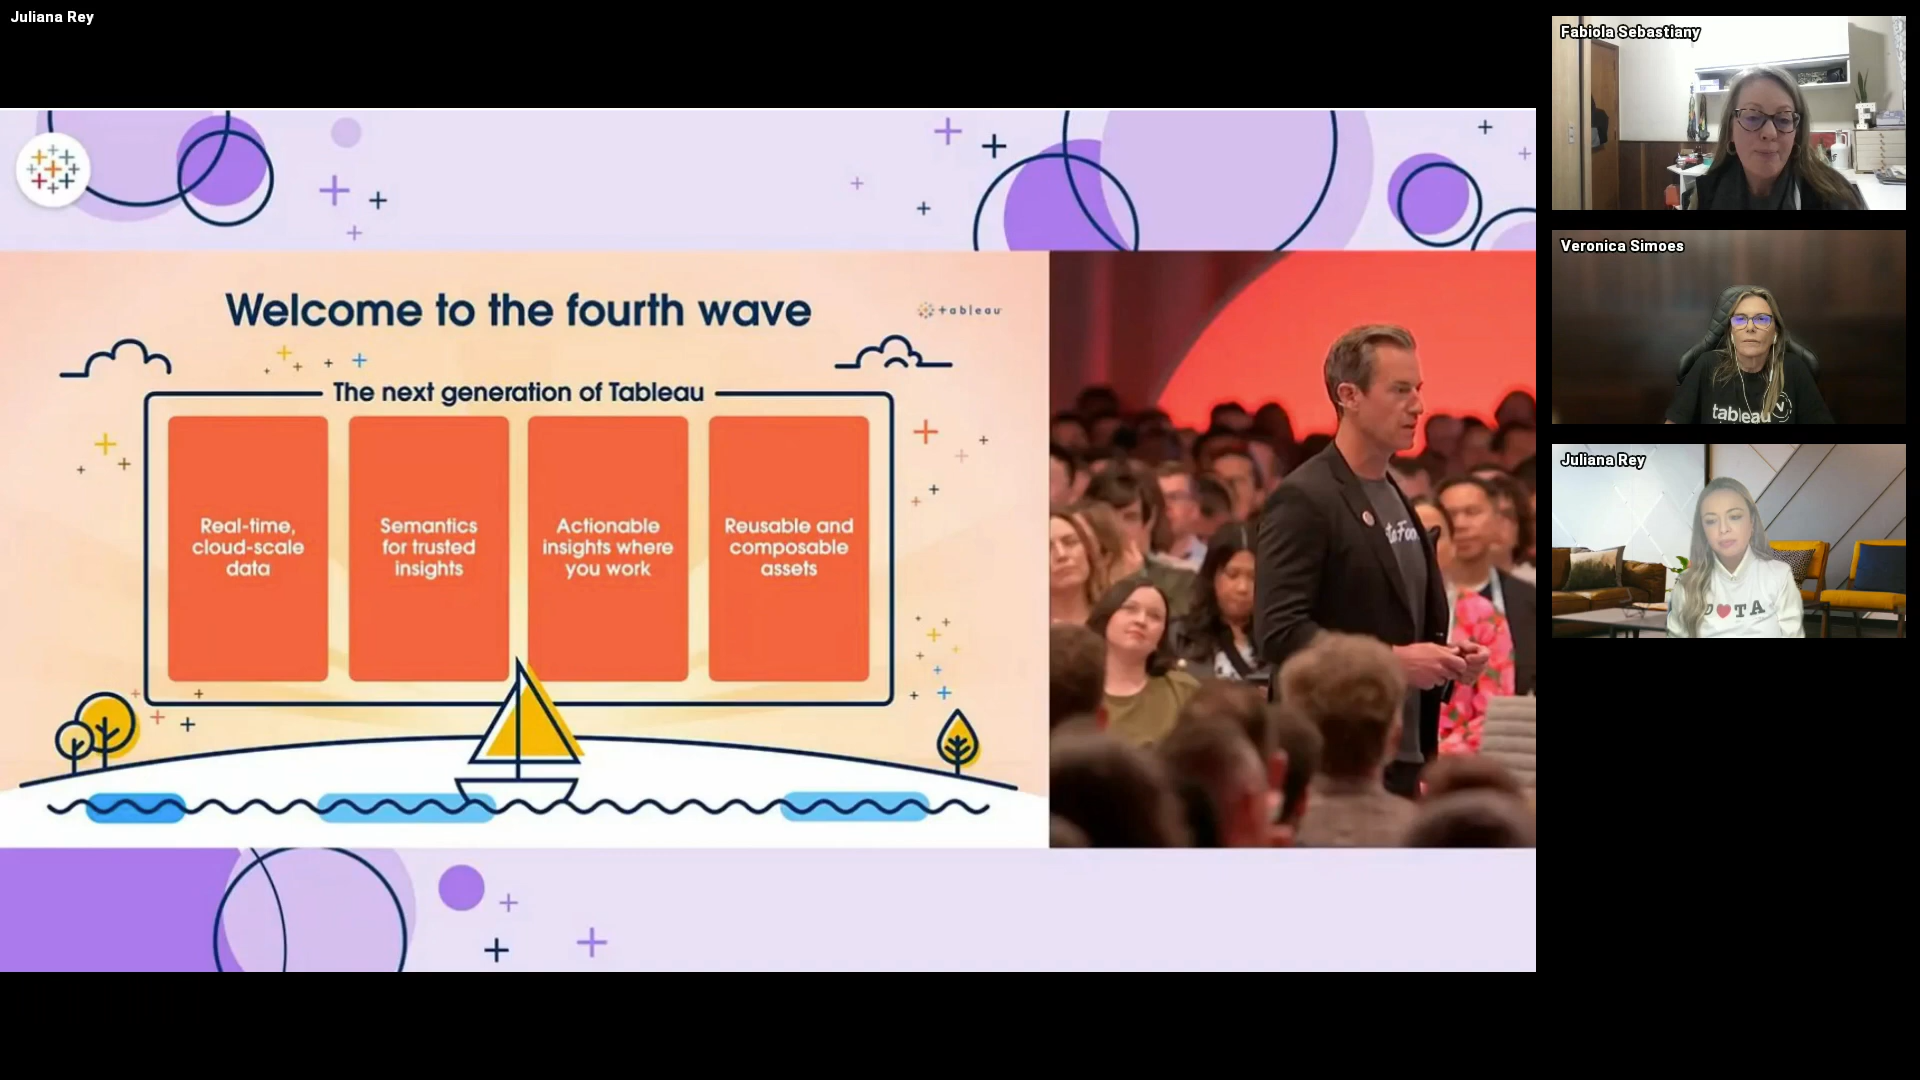 Juliana Rey
Welcome to the fourth wave
tableau
The next generation of Tableau
Real-time,
cloud-scale
data
Semantics
for trusted
insights
Actionable
insights where
you work
Reusable and
composable
assets
Fabiola Sebastiany
Veronica Simoes
tableau
Juliana Rey